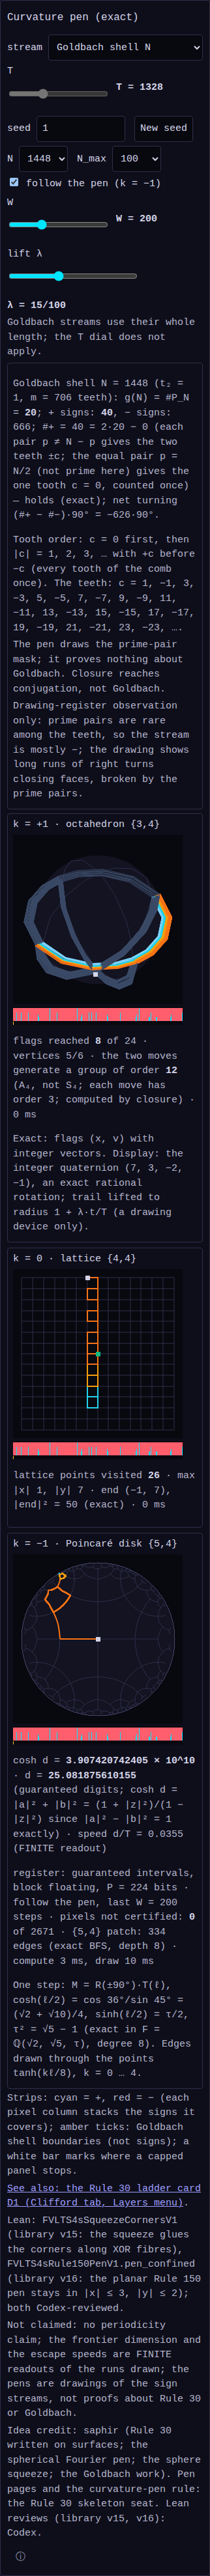 Curvature pen (exact)
stream Goldbach shell N
T
T = 1328
seed 1 New seed
N 1448 N_max 100
follow the pen (k = −1)
W
W = 200
lift λ
λ = 15/100
Goldbach streams use their whole
length; the T dial does not
apply.
Goldbach shell N = 1448 (t₂ =
1, m = 706 teeth): g(N) = #P_N
= 20; + signs: 40, − signs:
666; #+ = 40 = 2·20 − 0 (each
pair p ≠ N − p gives the two
teeth ±c; the equal pair p =
N/2 (not prime here) gives the
one tooth c = 0, counted once)
— holds (exact); net turning
(#+ − #−)·90° = −626·90°.
Tooth order: c = 0 first, then
|c| = 1, 2, 3, … with +c before
−c (every tooth of the comb
once). The teeth: c = 1, −1, 3,
−3, 5, −5, 7, −7, 9, −9, 11,
−11, 13, −13, 15, −15, 17, −17,
19, −19, 21, −21, 23, −23, ….
The pen draws the prime-pair
mask; it proves nothing about
Goldbach. Closure reaches
conjugation, not Goldbach.
Drawing-register observation
only: prime pairs are rare
among the teeth, so the stream
is mostly −; the drawing shows
long runs of right turns
closing faces, broken by the
prime pairs.
k = +1 · octahedron {3,4}
flags reached 8 of 24 ·
vertices 5/6 · the two moves
generate a group of order 12
(A₄, not S₄; each move has
order 3; computed by closure) ·
0 ms
Exact: flags (x, v) with
integer vectors. Display: the
integer quaternion (7, 3, −2,
−1), an exact rational
rotation; trail lifted to
radius 1 + λ·t/T (a drawing
device only).
k = 0 · lattice {4,4}
lattice points visited 26 · max
|x| 1, |y| 7 · end (−1, 7),
|end|² = 50 (exact) · 0 ms
k = −1 · Poincaré disk {5,4}
cosh d = 3.907420742405 × 10^10
· d = 25.081875610155
(guaranteed digits; cosh d =
|a|² + |b|² = (1 + |z|²)/(1 −
|z|²) since |a|² − |b|² = 1
exactly) · speed d/T = 0.0355
(FINITE readout)
register: guaranteed intervals,
block floating, P = 224 bits ·
follow the pen, last W = 200
steps · pixels not certified: 0
of 2671 · {5,4} patch: 334
edges (exact BFS, depth 8) ·
compute 3 ms, draw 10 ms
One step: M = R(±90°)·T(ℓ),
cosh(ℓ/2) = cos 36°/sin 45° =
(√2 + √10)/4, sinh(ℓ/2) = τ/2,
τ² = √5 − 1 (exact in F =
ℚ(√2, √5, τ), degree 8). Edges
drawn through the points
tanh(kℓ/8), k = 0 … 4.
Strips: cyan = +, red = − (each
pixel column stacks the signs it
covers); amber ticks: Goldbach
shell boundaries (not signs); a
white bar marks where a capped
panel stops.
See also: the Rule 30 ladder card
D1 (Clifford tab, Layers menu).
Lean: FVLTS4sSqueezeCornersV1
(library v15: the squeeze glues
the corners along XOR fibres),
FVLTS4sRule150PenV1.pen_confined
(library v16: the planar Rule 150
pen stays in |x| ≤ 3, |y| ≤ 2);
both Codex-reviewed.
Not claimed: no periodicity
claim; the frontier dimension and
the escape speeds are FINITE
readouts of the runs drawn; the
pens are drawings of the sign
streams, not proofs about Rule 30
or Goldbach.
Idea credit: saphir (Rule 30
written on surfaces; the
spherical Fourier pen; the sphere
squeeze; the Goldbach work). Pen
pages and the curvature-pen rule:
the Rule 30 skeleton seat. Lean
reviews (library v15, v16):
Codex.
ⓘ